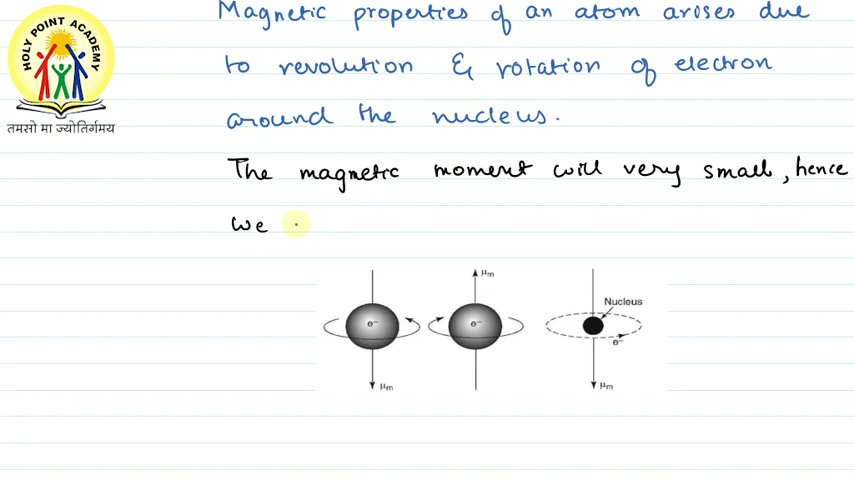 Magnetic properties of an atom arises due
to revolution & rotation of electron
around the nucleus.
The magnetic moment will very small, hence
we
HOLY POINT ACADEMY
तमसो मा ज्योतिर्गमय
μm
Nucleus
e⁻
e⁻
e⁻
μm
μm